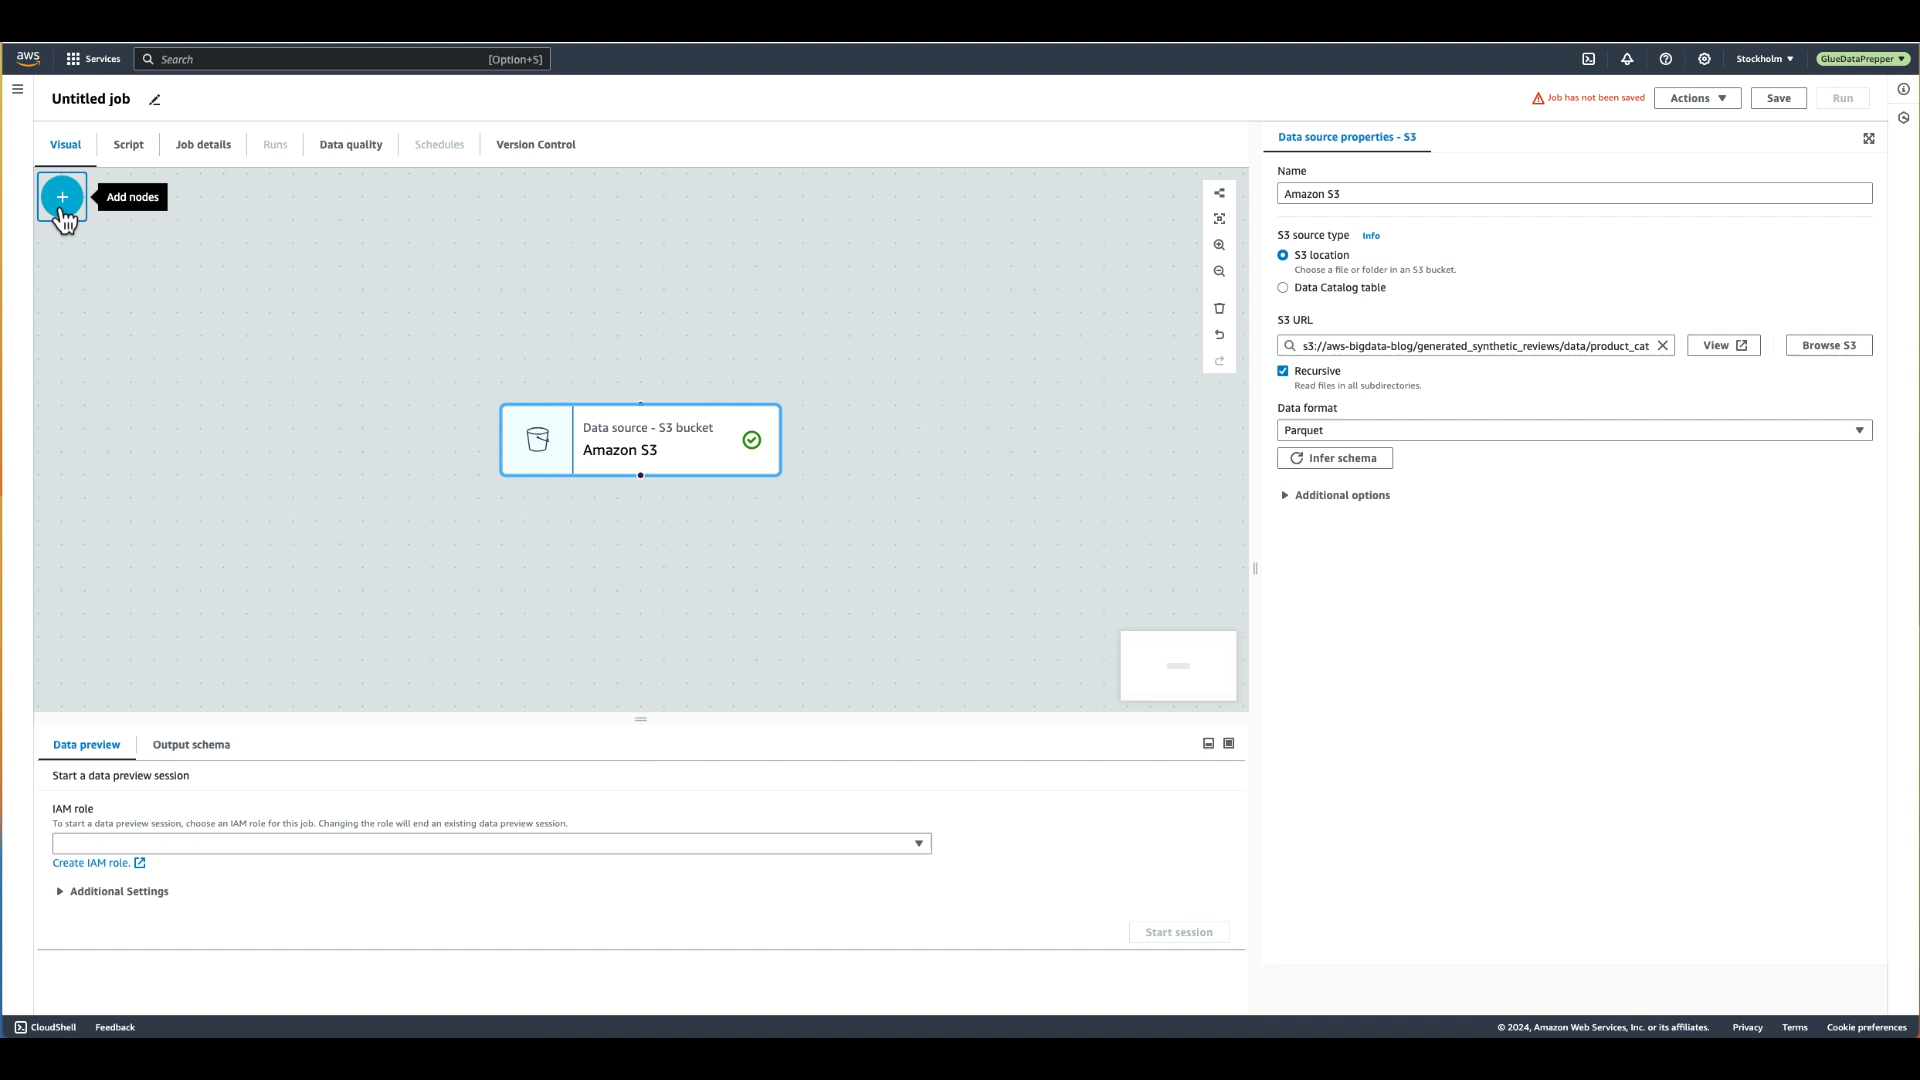 aws
Services
Search
[Option+S]
Stockholm
GlueDataPrepper
Untitled job
Job has not been saved
Actions
Save
Run
Visual
Script
Job details
Runs
Data quality
Schedules
Version Control
Add nodes
Data source - S3 bucket
Amazon S3
Data source properties - S3
Name
Amazon S3
S3 source type Info
S3 location
Choose a file or folder in an S3 bucket.
Data Catalog table
S3 URL
s3://aws-bigdata-blog/generated_synthetic_reviews/data/product_cat
View
Browse S3
Recursive
Read files in all subdirectories.
Data format
Parquet
Infer schema
Additional options
Data preview
Output schema
Start a data preview session
IAM role
To start a data preview session, choose an IAM role for this job. Changing the role will end an existing data preview session.
Create IAM role.
Additional Settings
Start session
CloudShell
Feedback
© 2024, Amazon Web Services, Inc. or its affiliates.
Privacy
Terms
Cookie preferences